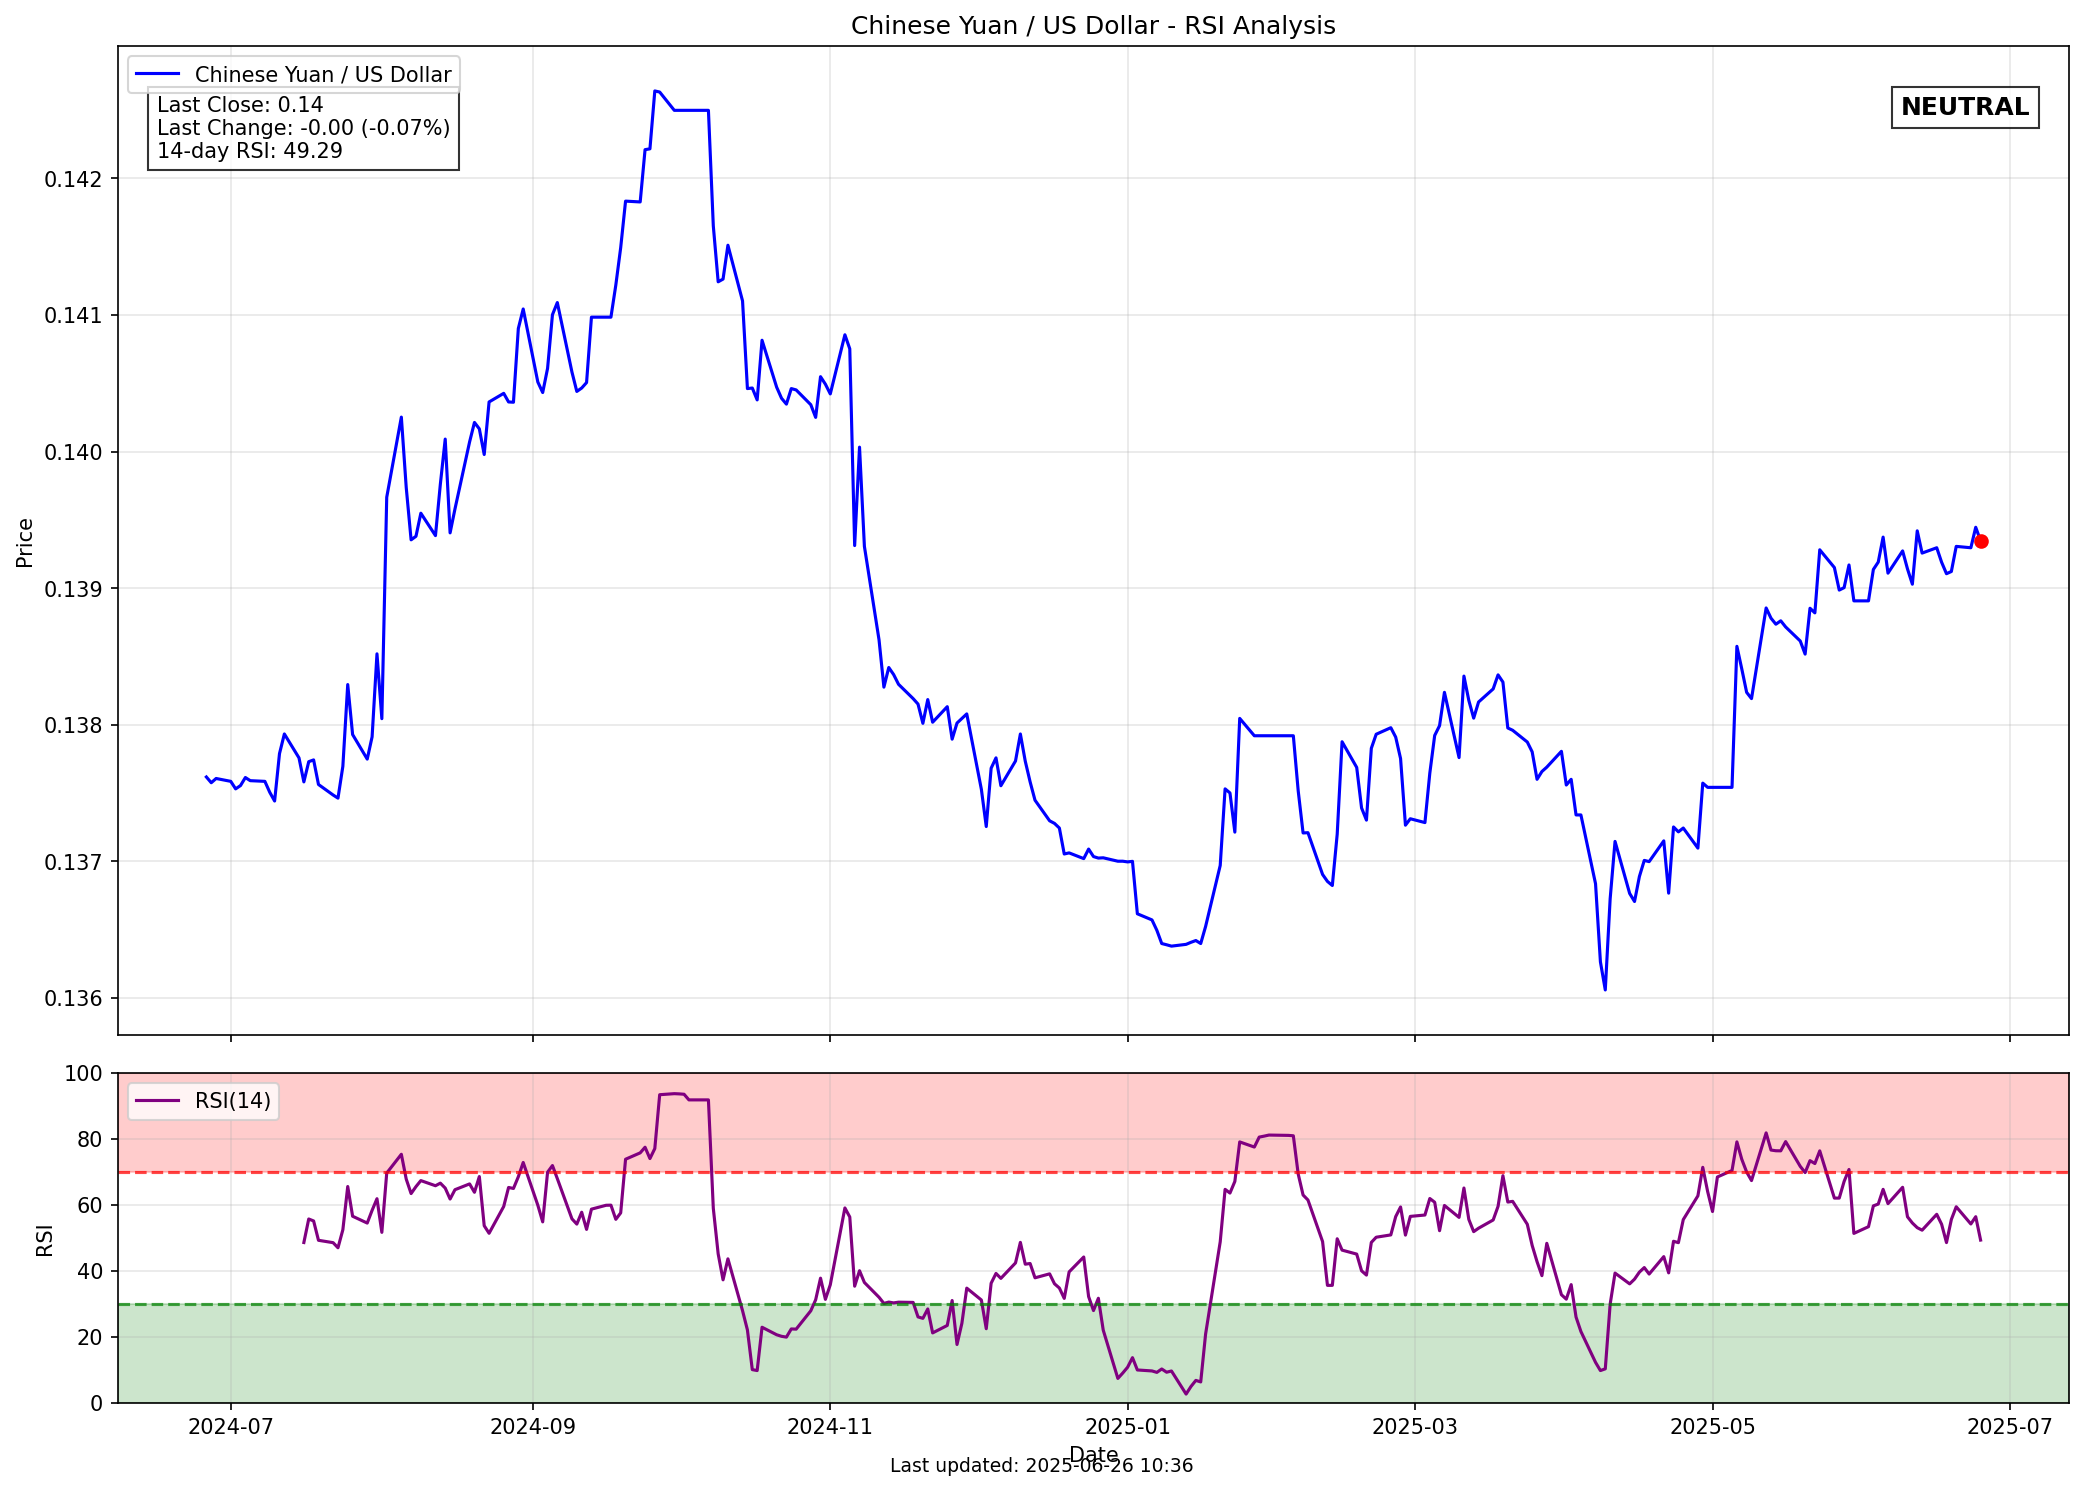 Chinese Yuan / US Dollar - RSI Analysis
Chinese Yuan / US Dollar
Last Close: 0.14
Last Change: -0.00 (-0.07%)
14-day RSI: 49.29
NEUTRAL
Price
0.142
0.141
0.140
0.139
0.138
0.137
0.136
RSI(14)
RSI
100
80
60
40
20
0
2024-07
2024-09
2024-11
2025-01
2025-03
2025-05
2025-07
Date
Last updated: 2025-06-26 10:36